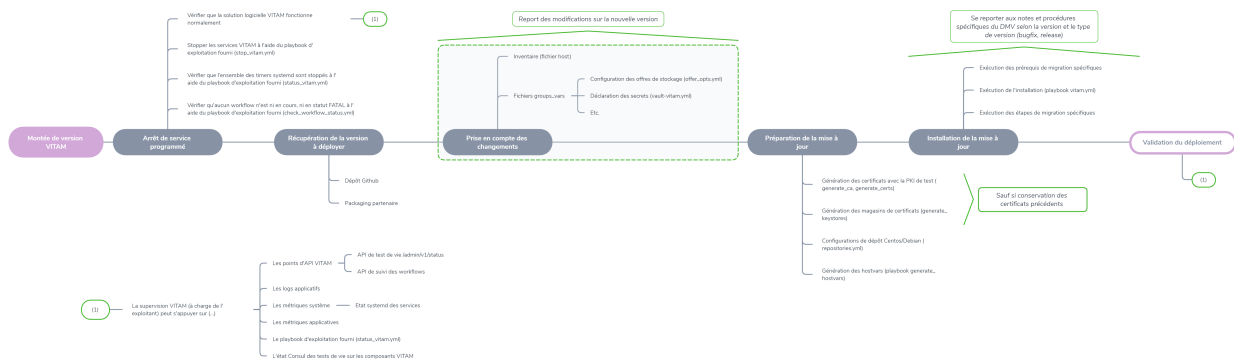 Vérifier que la solution logicielle VITAM fonctionne
normalement
(1)
Stopper les services VITAM à l'aide du playbook d'
exploitation fourni (stop_vitam.yml)
Vérifier que l'ensemble des timers systemd sont stoppés à l'
aide du playbook d'exploitation fourni (status_vitam.yml)
Vérifier qu'aucun workflow n'est ni en cours, ni en statut FATAL à l'
aide du playbook d'exploitation fourni (check_workflow_status.yml)
Report des modifications sur la nouvelle version
Inventaire (fichier host)
Fichiers groups_vars
Configuration des offres de stockage (offer_opts.yml)
Déclaration des secrets (vault-vitam.yml)
Etc.
Se reporter aux notes et procédures
spécifiques du DMV selon la version et le type
de version (bugfix, release)
Exécution des prérequis de migration spécifiques
Exécution de l'installation (playbook vitam.yml)
Exécution des étapes de migration spécifiques
Montée de version
VITAM
Arrêt de service
programmé
Récupération de la version
à déployer
Prise en compte des
changements
Préparation de la mise à
jour
Installation de la mise à
jour
Validation du déploiement
(1)
Dépôt Github
Packaging partenaire
Génération des certificats avec la PKI de test (
generate_ca, generate_certs)
Génération des magasins de certificats (generate_
keystores)
Configurations de dépôt Centos/Debian (
repositories.yml)
Génération des hostvars (playbook generate_
hostvars)
Sauf si conservation des
certificats précédents
(1)
La supervision VITAM (à charge de l'
exploitant) peut s'appuyer sur (...)
Les points d'API VITAM
API de test de vie /admin/v1/status
API de suivi des workflows
Les logs applicatifs
Les métriques système
Etat systemd des services
Les métriques applicatives
Le playbook d'exploitation fourni (status_vitam.yml)
L'état Consul des tests de vie sur les composants VITAM